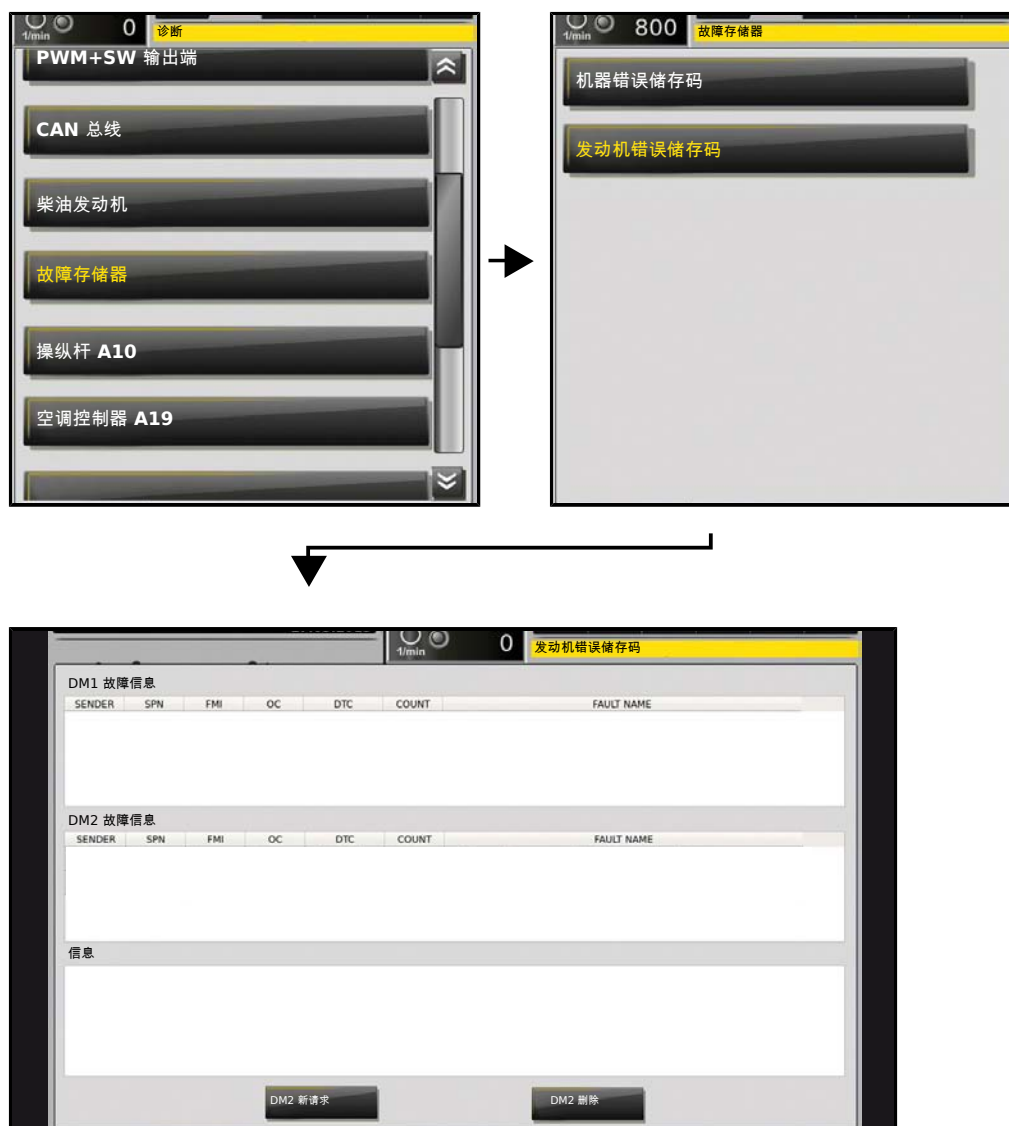 1/min 0 诊断
PWM+SW 输出端
CAN 总线
柴油发动机
故障存储器
操纵杆 A10
空调控制器 A19
1/min 800 故障存储器
机器错误储存码
发动机错误储存码
1/min 0 发动机错误储存码
DM1 故障信息
SENDER SPN FMI OC DTC COUNT FAULT NAME
DM2 故障信息
SENDER SPN FMI OC DTC COUNT FAULT NAME
信息
DM2 新请求 DM2 删除